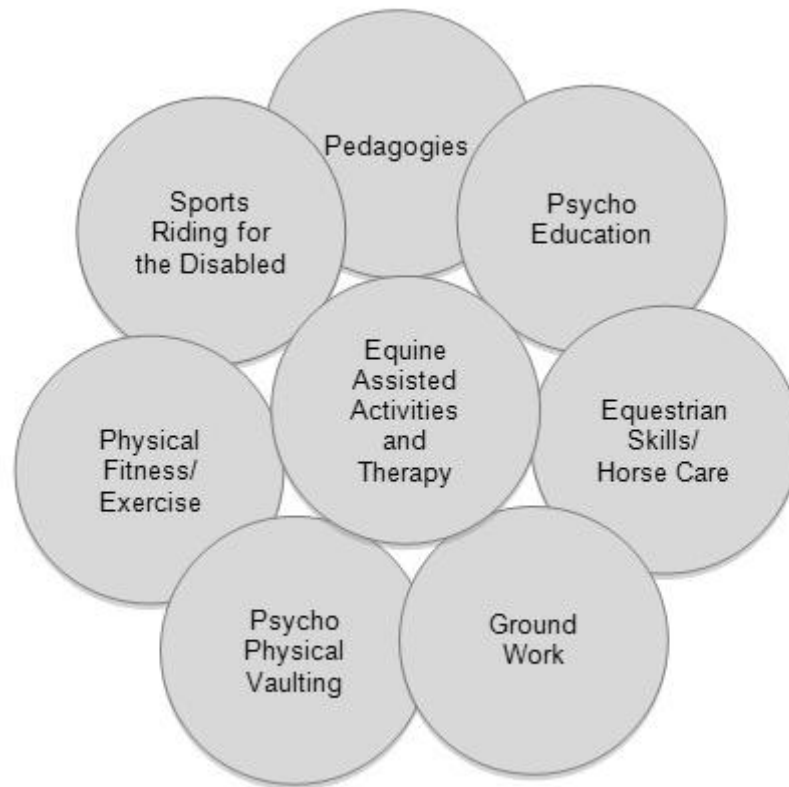 Pedagogies
Sports
Riding for
the Disabled
Psycho
Education
Equine
Assisted
Activities
and
Therapy
Physical
Fitness/
Exercise
Equestrian
Skills/
Horse Care
Psycho
Physical
Vaulting
Ground
Work